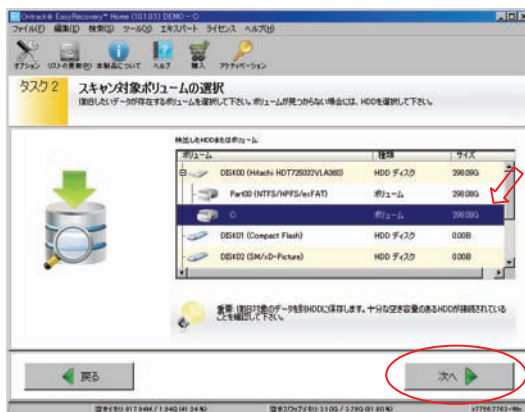 Ontrack® EasyRecovery™ Home (10.1.0.1) DEMO - C:
ファイル(F) 編集(E) 検索(S) ツール(O) エキスパート ライセンス ヘルプ(H)
オプション リストの更新(R) 本製品について ヘルプ 購入 アクティベーション
タスク 2 スキャン対象ボリュームの選択
復旧したいデータが存在するボリュームを選択して下さい。ボリュームが見つからない場合には、HDDを選択して下さい。
検出したHDDまたはボリューム
ボリューム 種類 サイズ
DISK00 (Hitachi HDT725032VLA360) HDD ディスク 298.09G
Part00 (NTFS/HPFS/exFAT) ボリューム 298.08G
C: ボリューム 298.08G
DISK01 (Compact Flash) HDD ディスク 0.00B
DISK02 (SM/xD-Picture) HDD ディスク 0.00B
重要: 復旧対象のデータを別HDDに保存します。十分な空き容量のあるHDDが接続されている
ことを確認して下さい。
戻る 次へ